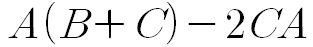 A(B + C) − 2CA